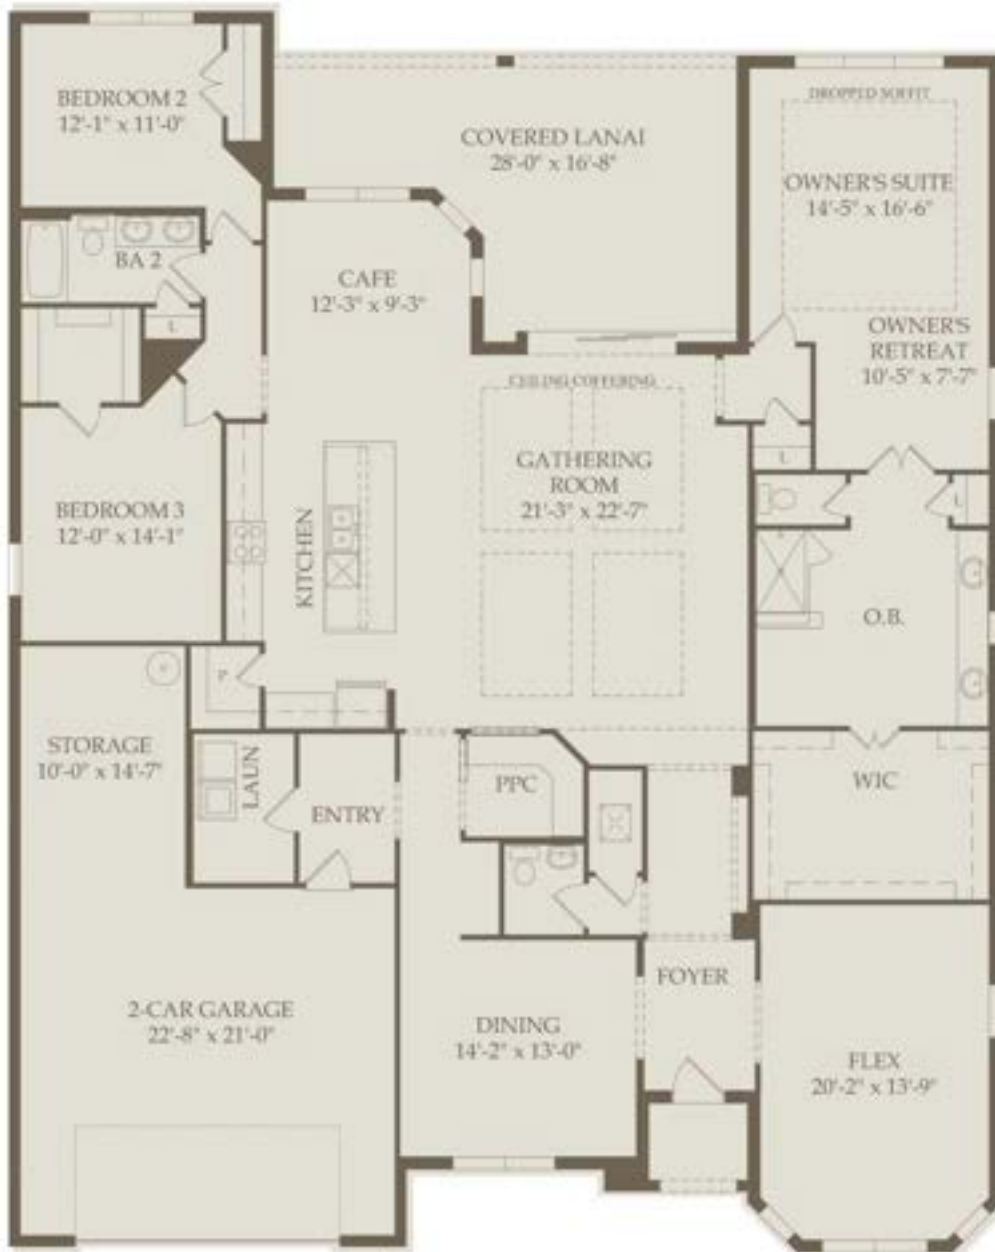 BEDROOM 2
12'-1" x 11'-0"
COVERED LANAI
28'-0" x 16'-8"
DROPPED SOFFIT
OWNER'S SUITE
14'-5" x 16'-6"
BA 2
CAFE
12'-3" x 9'-3"
L
OWNER'S
RETREAT
10'-5" x 7'-7"
CEILING COFFERING
GATHERING
ROOM
21'-3" x 22'-7"
L
L
BEDROOM 3
12'-0" x 14'-1"
KITCHEN
O.B.
P
STORAGE
10'-0" x 14'-7"
LAUN
ENTRY
PPC
WIC
FOYER
2-CAR GARAGE
22'-8" x 21'-0"
DINING
14'-2" x 13'-0"
FLEX
20'-2" x 13'-9"